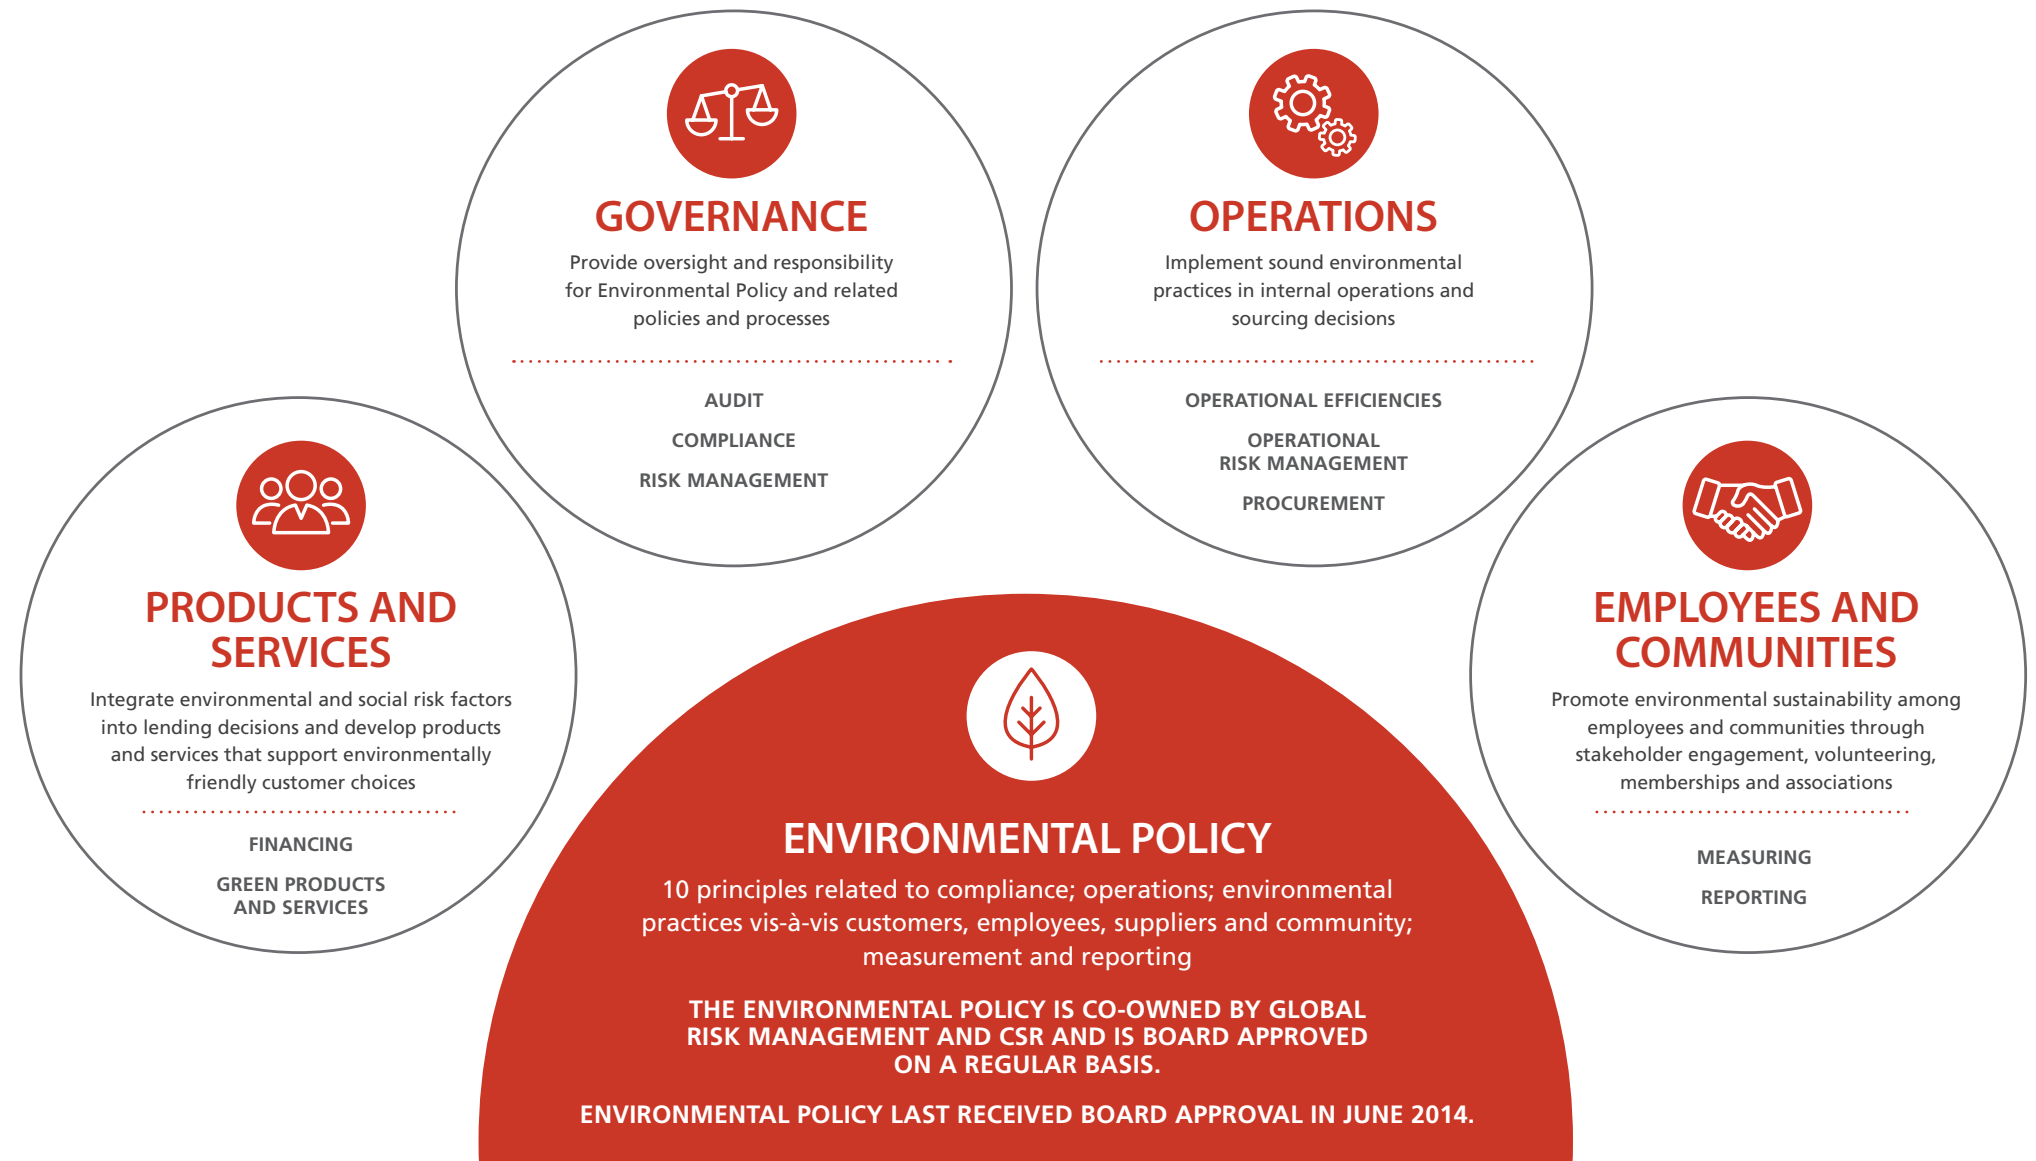 GOVERNANCE
Provide oversight and responsibility
for Environmental Policy and related
policies and processes
AUDIT
COMPLIANCE
RISK MANAGEMENT
OPERATIONS
Implement sound environmental
practices in internal operations and
sourcing decisions
OPERATIONAL EFFICIENCIES
OPERATIONAL
RISK MANAGEMENT
PROCUREMENT
PRODUCTS AND
SERVICES
Integrate environmental and social risk factors
into lending decisions and develop products
and services that support environmentally
friendly customer choices
FINANCING
GREEN PRODUCTS
AND SERVICES
EMPLOYEES AND
COMMUNITIES
Promote environmental sustainability among
employees and communities through
stakeholder engagement, volunteering,
memberships and associations
MEASURING
REPORTING
ENVIRONMENTAL POLICY
10 principles related to compliance; operations; environmental
practices vis-à-vis customers, employees, suppliers and community;
measurement and reporting
THE ENVIRONMENTAL POLICY IS CO-OWNED BY GLOBAL
RISK MANAGEMENT AND CSR AND IS BOARD APPROVED
ON A REGULAR BASIS.
ENVIRONMENTAL POLICY LAST RECEIVED BOARD APPROVAL IN JUNE 2014.